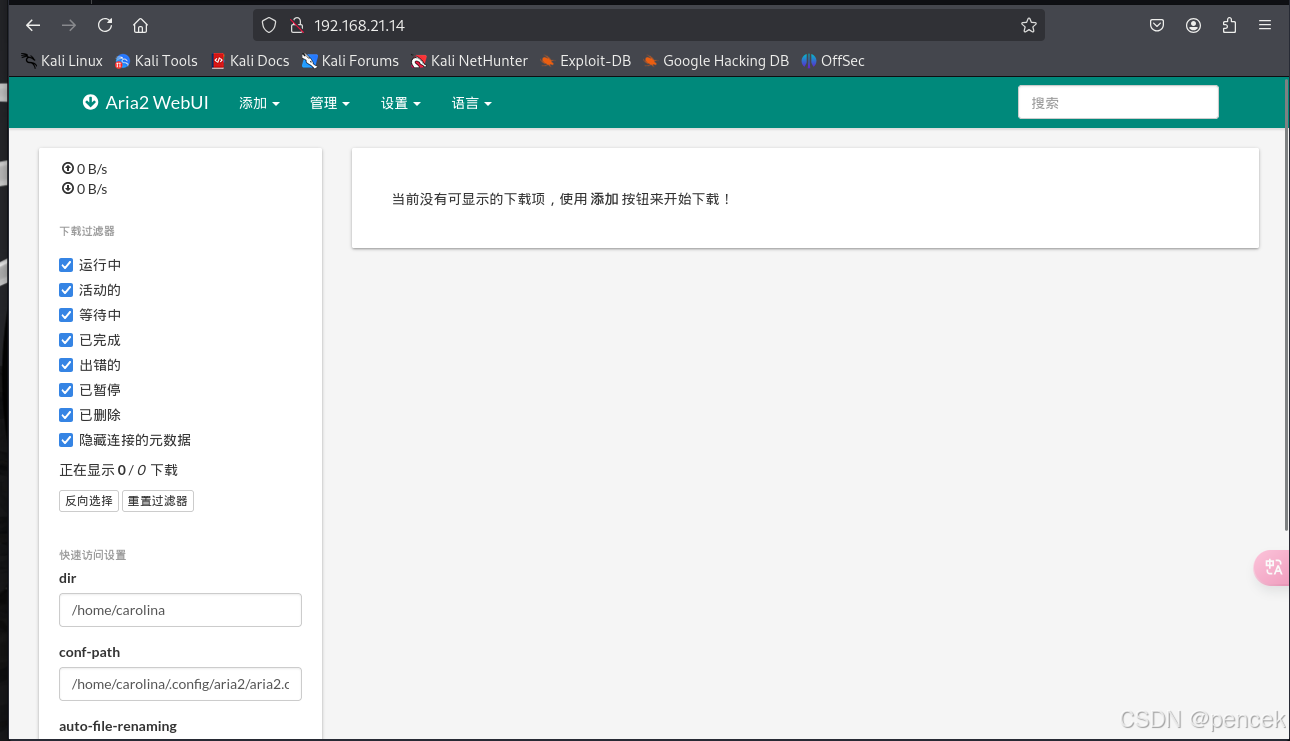 192.168.21.14
Kali Linux Kali Tools Kali Docs Kali Forums Kali NetHunter Exploit-DB Google Hacking DB OffSec
Aria2 WebUI 添加 管理 设置 语言 搜索
0 B/s
0 B/s
当前没有可显示的下载项，使用 添加 按钮来开始下载！
下载过滤器
运行中
活动的
等待中
已完成
出错的
已暂停
已删除
隐藏连接的元数据
正在显示 0 / 0 下载
反向选择 重置过滤器
快速访问设置
dir
/home/carolina
conf-path
/home/carolina/.config/aria2/aria2.c
auto-file-renaming
中A
CSDN @pencek